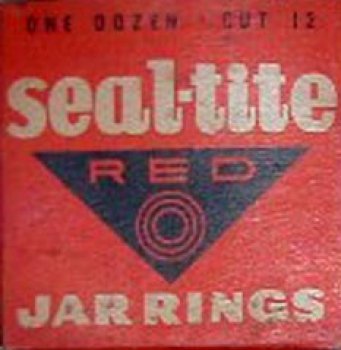 ONE DOZEN · CUT 12
seal-tite
RED
JAR RINGS